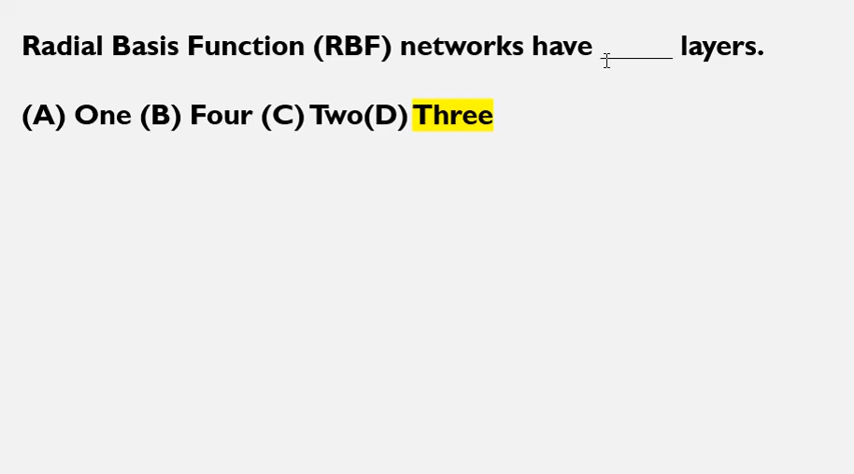 Radial Basis Function (RBF) networks have ______ layers.
(A) One (B) Four (C) Two(D) Three